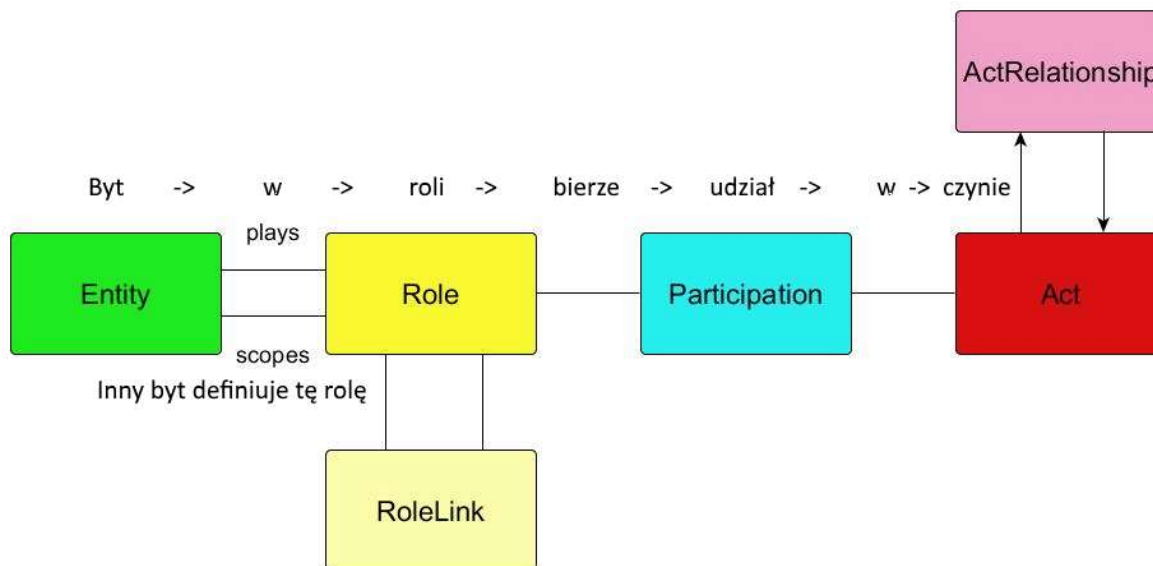 ActRelationship
Byt -> w -> roli -> bierze -> udział -> w -> czynie
plays
Entity
Role
Participation
Act
scopes
Inny byt definiuje tę rolę
RoleLink